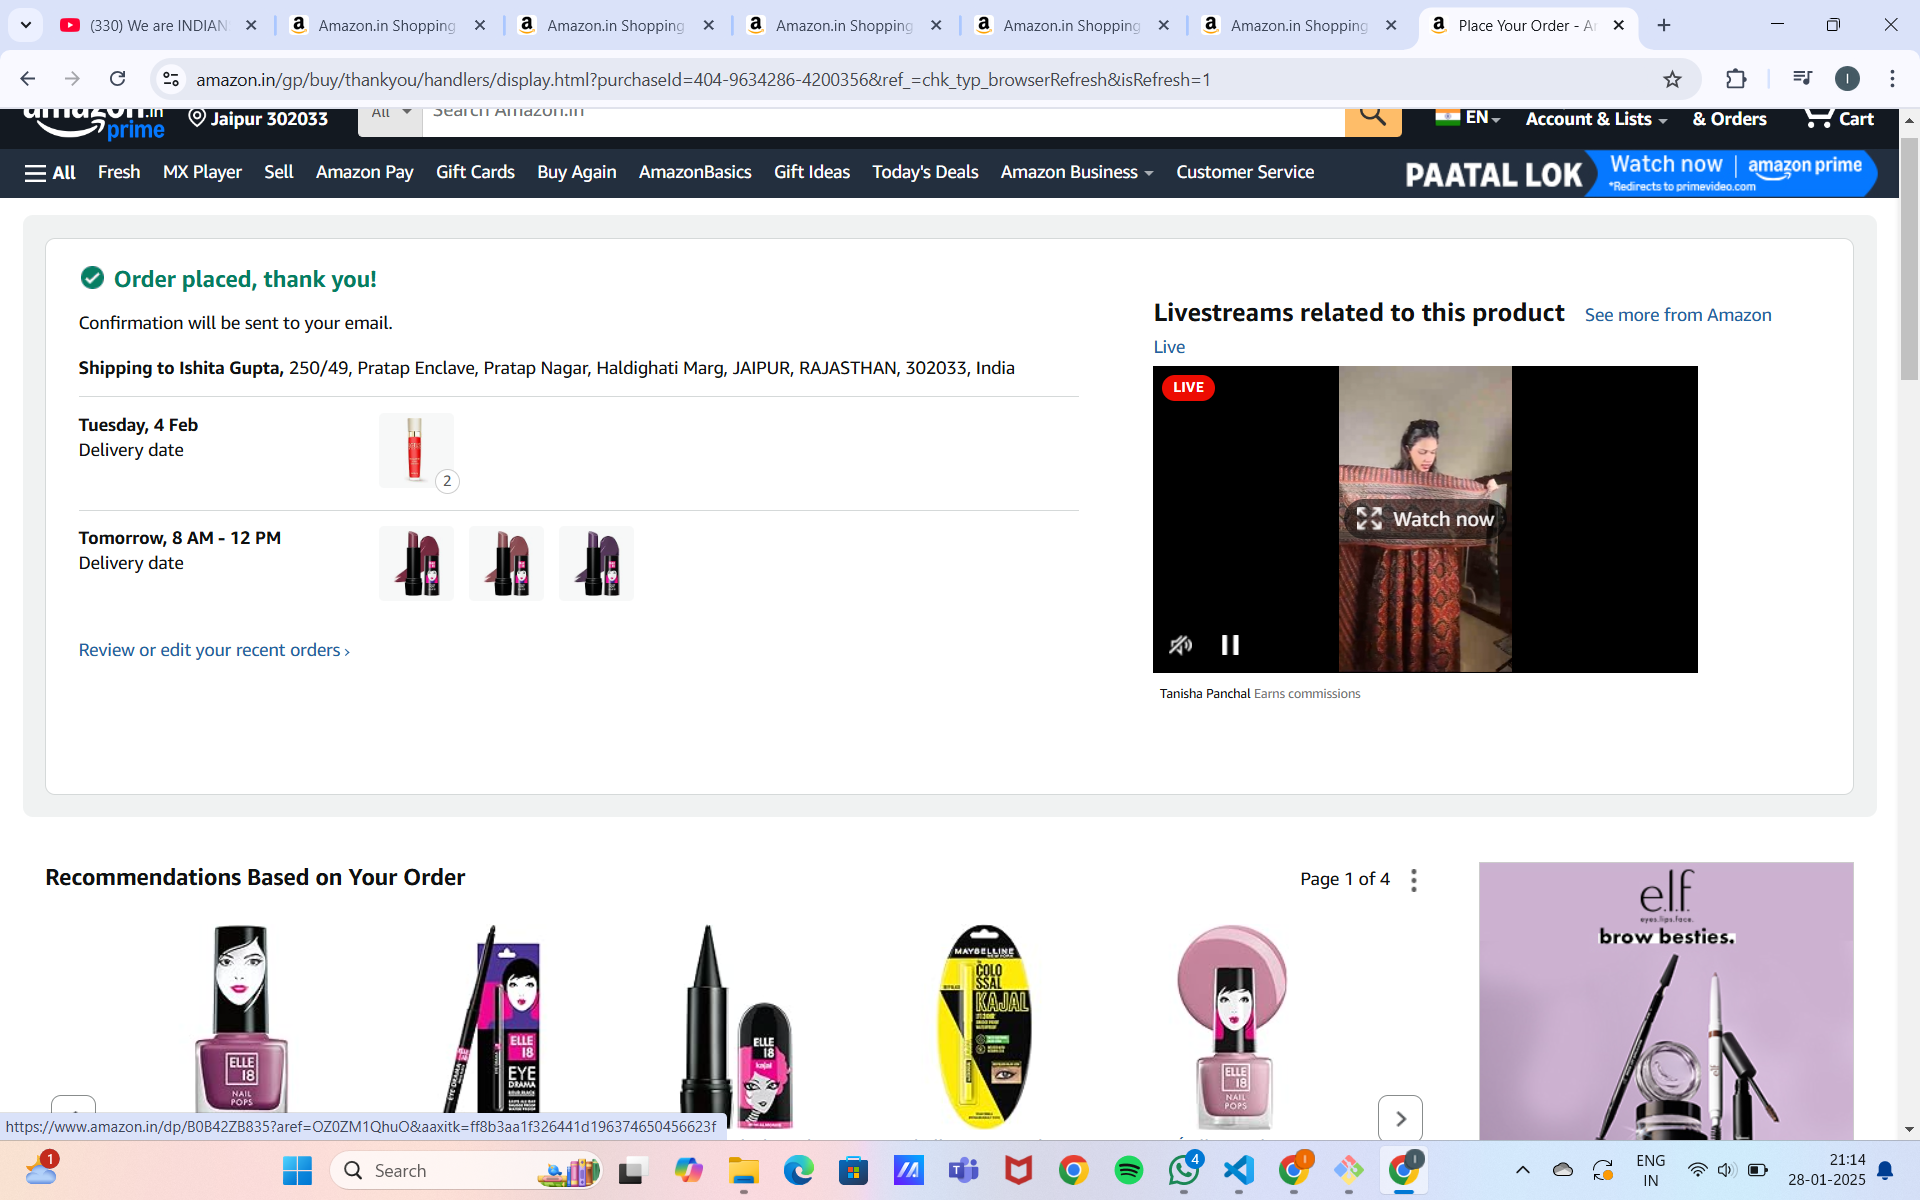 (330) We are INDIAN
Amazon.in Shopping
Amazon.in Shopping
Amazon.in Shopping
Amazon.in Shopping
Amazon.in Shopping
Place Your Order - Ar
amazon.in/gp/buy/thankyou/handlers/display.html?purchaseId=404-9634286-4200356&ref_=chk_typ_browserRefresh&isRefresh=1
I
amazon.in
prime
Jaipur 302033
All
Search Amazon.in
EN
Account & Lists
& Orders
Cart
All
Fresh
MX Player
Sell
Amazon Pay
Gift Cards
Buy Again
AmazonBasics
Gift Ideas
Today's Deals
Amazon Business
Customer Service
PAATAL LOK
Watch now
amazon prime
*Redirects to primevideo.com
Order placed, thank you!
Confirmation will be sent to your email.
Shipping to Ishita Gupta, 250/49, Pratap Enclave, Pratap Nagar, Haldighati Marg, JAIPUR, RAJASTHAN, 302033, India
Tuesday, 4 Feb
Delivery date
2
Tomorrow, 8 AM - 12 PM
Delivery date
Review or edit your recent orders ›
Livestreams related to this product
See more from Amazon
Live
LIVE
Watch now
Tanisha Panchal Earns commissions
Recommendations Based on Your Order
Page 1 of 4
ELLE
18
NAIL
POPS
ELLE
18
EYE
DRAMA
ELLE
18
kajal
MAYBELLINE
NEW YORK
COLO
SSAL
KAJAL
ELLE
18
NAIL
POPS
e.l.f.
eyes.lips.face.
brow besties.
https://www.amazon.in/dp/B0B42ZB835?aref=OZ0ZM1QhuO&aaxitk=ff8b3aa1f326441d196374650456623f
1
Search
4
ENG
IN
21:14
28-01-2025